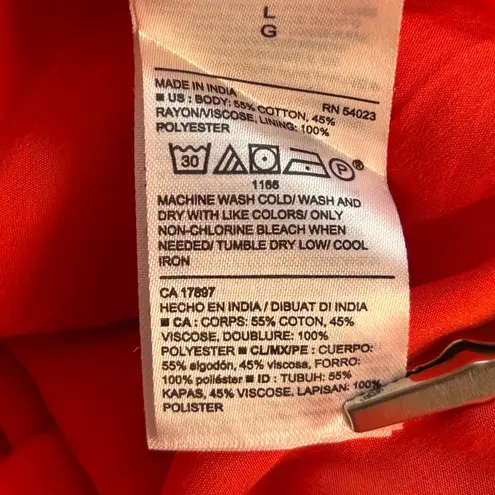 L
G
MADE IN INDIA RN 54023
■ US : BODY: 55% COTTON, 45%
RAYON/VISCOSE, LINING: 100%
POLYESTER
30 P ®
1166
MACHINE WASH COLD/ WASH AND
DRY WITH LIKE COLORS/ ONLY
NON-CHLORINE BLEACH WHEN
NEEDED/ TUMBLE DRY LOW/ COOL
IRON
CA 17897
HECHO EN INDIA / DIBUAT DI INDIA
■ CA : CORPS: 55% COTON, 45%
VISCOSE, DOUBLURE: 100%
POLYESTER ■ CL/MX/PE : CUERPO:
55% algodón, 45% viscosa, FORRO:
100% poliéster ■ ID : TUBUH: 55%
KAPAS, 45% VISCOSE, LAPISAN: 100%
POLISTER